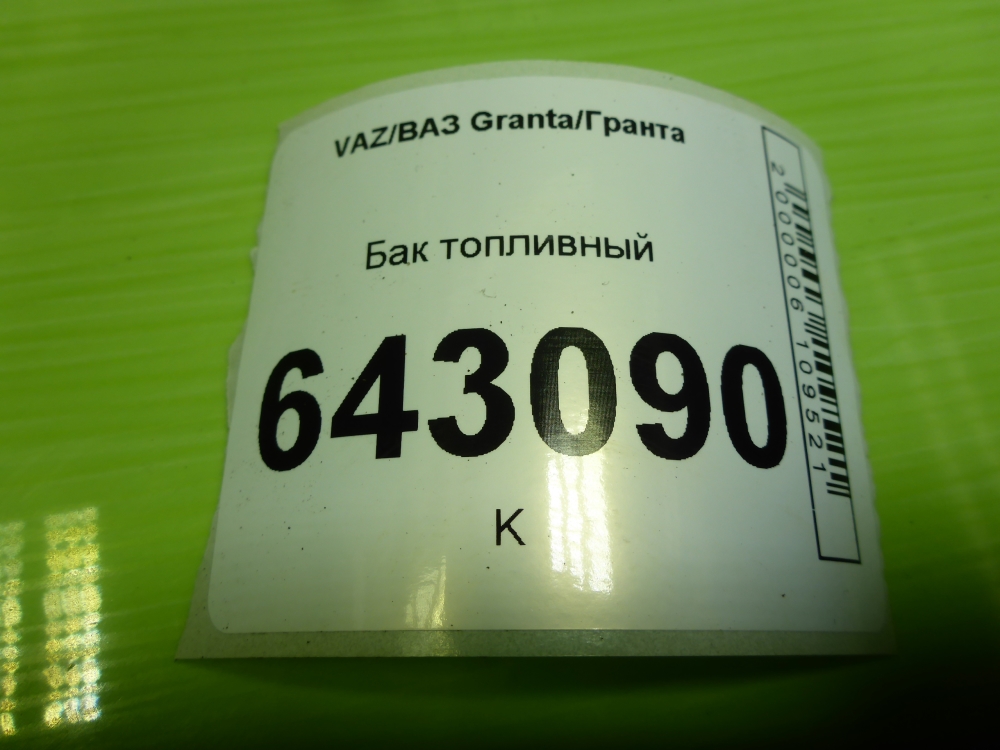 VAZ/ВАЗ Granta/Гранта
Бак топливный
643090
К
2000006109521